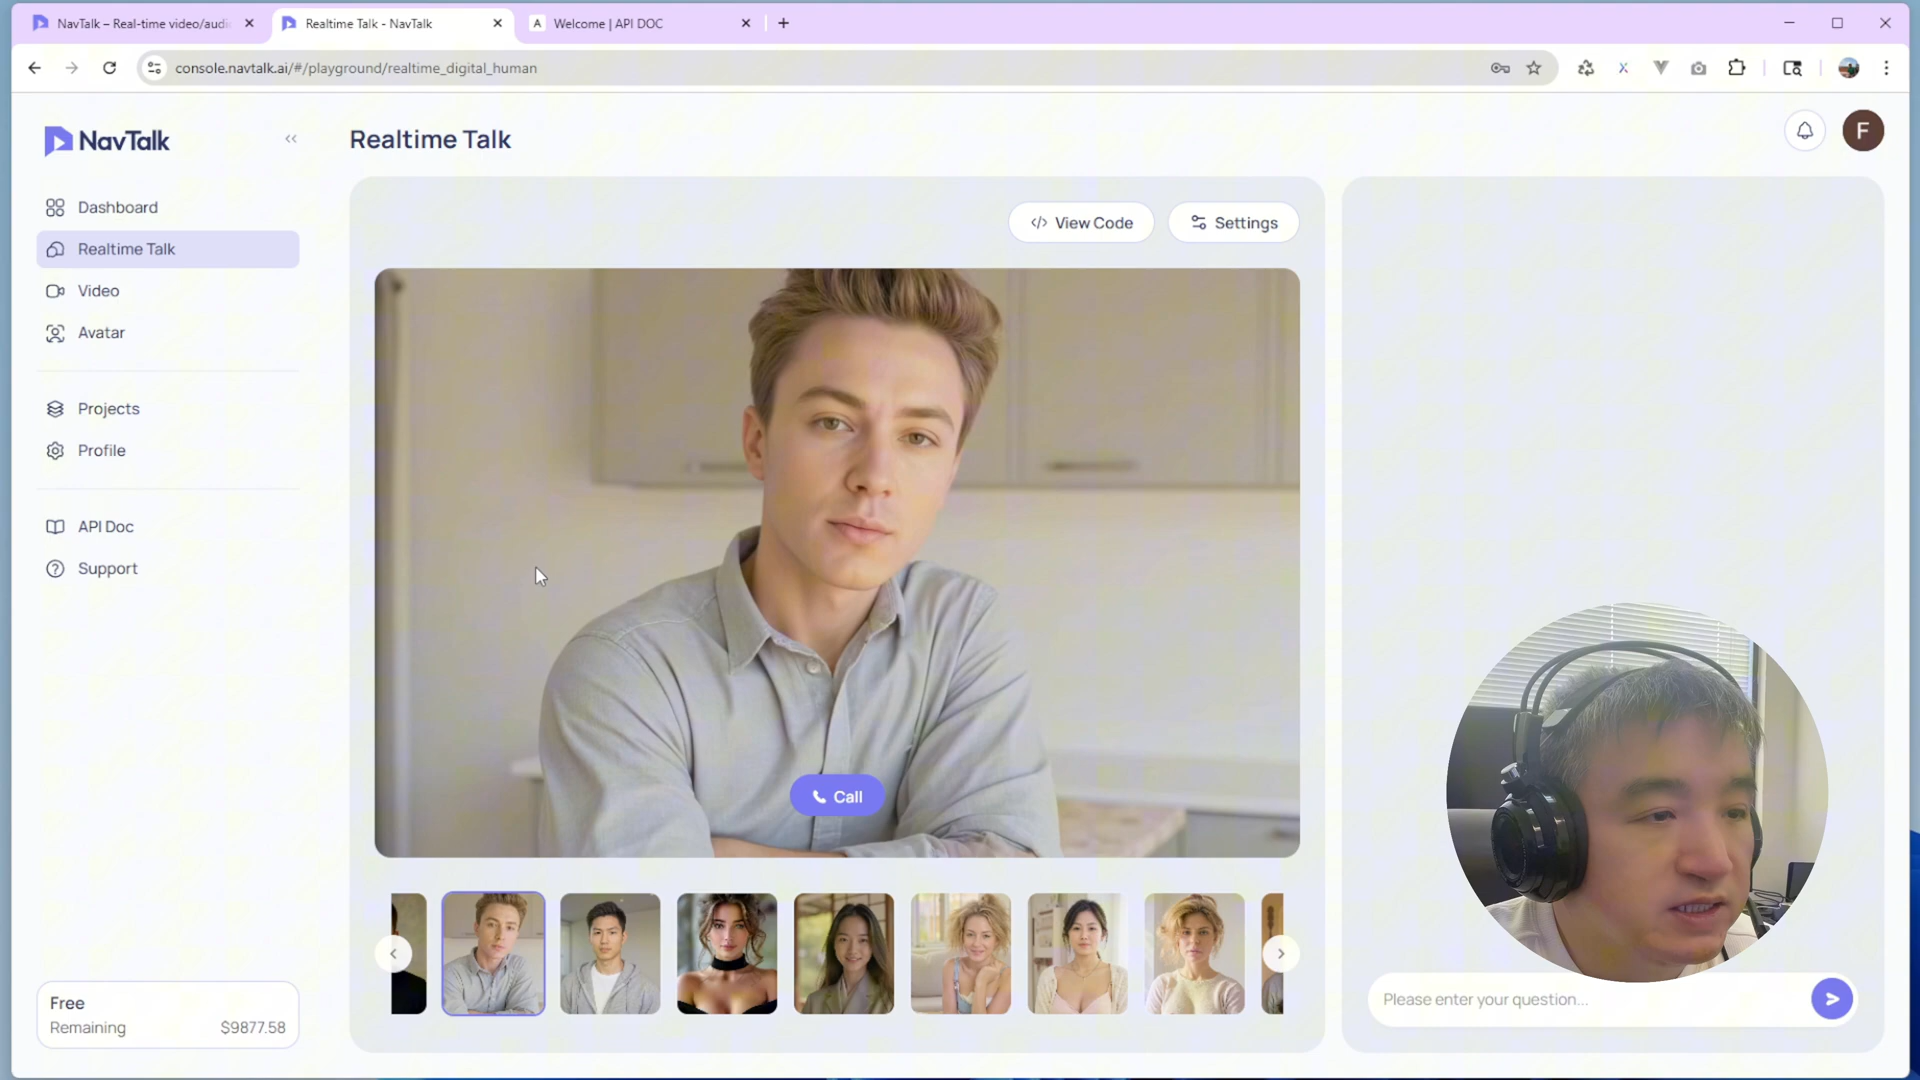 NavTalk – Real-time video/audi
Realtime Talk - NavTalk
A Welcome | API DOC
console.navtalk.ai/#/playground/realtime_digital_human
NavTalk
Realtime Talk
F
Dashboard
Realtime Talk
Video
Avatar
Projects
Profile
API Doc
Support
View Code
Settings
Call
Free
Remaining $9877.58
Please enter your question...